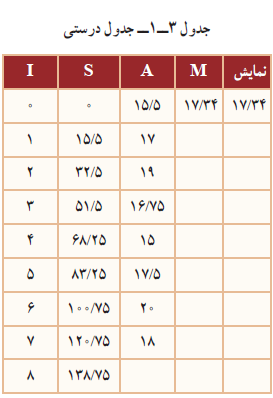 جدول ۳ــ۱ــ جدول درستی
I S A M نمایش
۰ ۰ ۱۵/۵ ۱۷/۳۴ ۱۷/۳۴
۱ ۱۵/۵ ۱۷
۲ ۳۲/۵ ۱۹
۳ ۵۱/۵ ۱۶/۷۵
۴ ۶۸/۲۵ ۱۵
۵ ۸۳/۲۵ ۱۷/۵
۶ ۱۰۰/۷۵ ۲۰
۷ ۱۲۰/۷۵ ۱۸
۸ ۱۳۸/۷۵